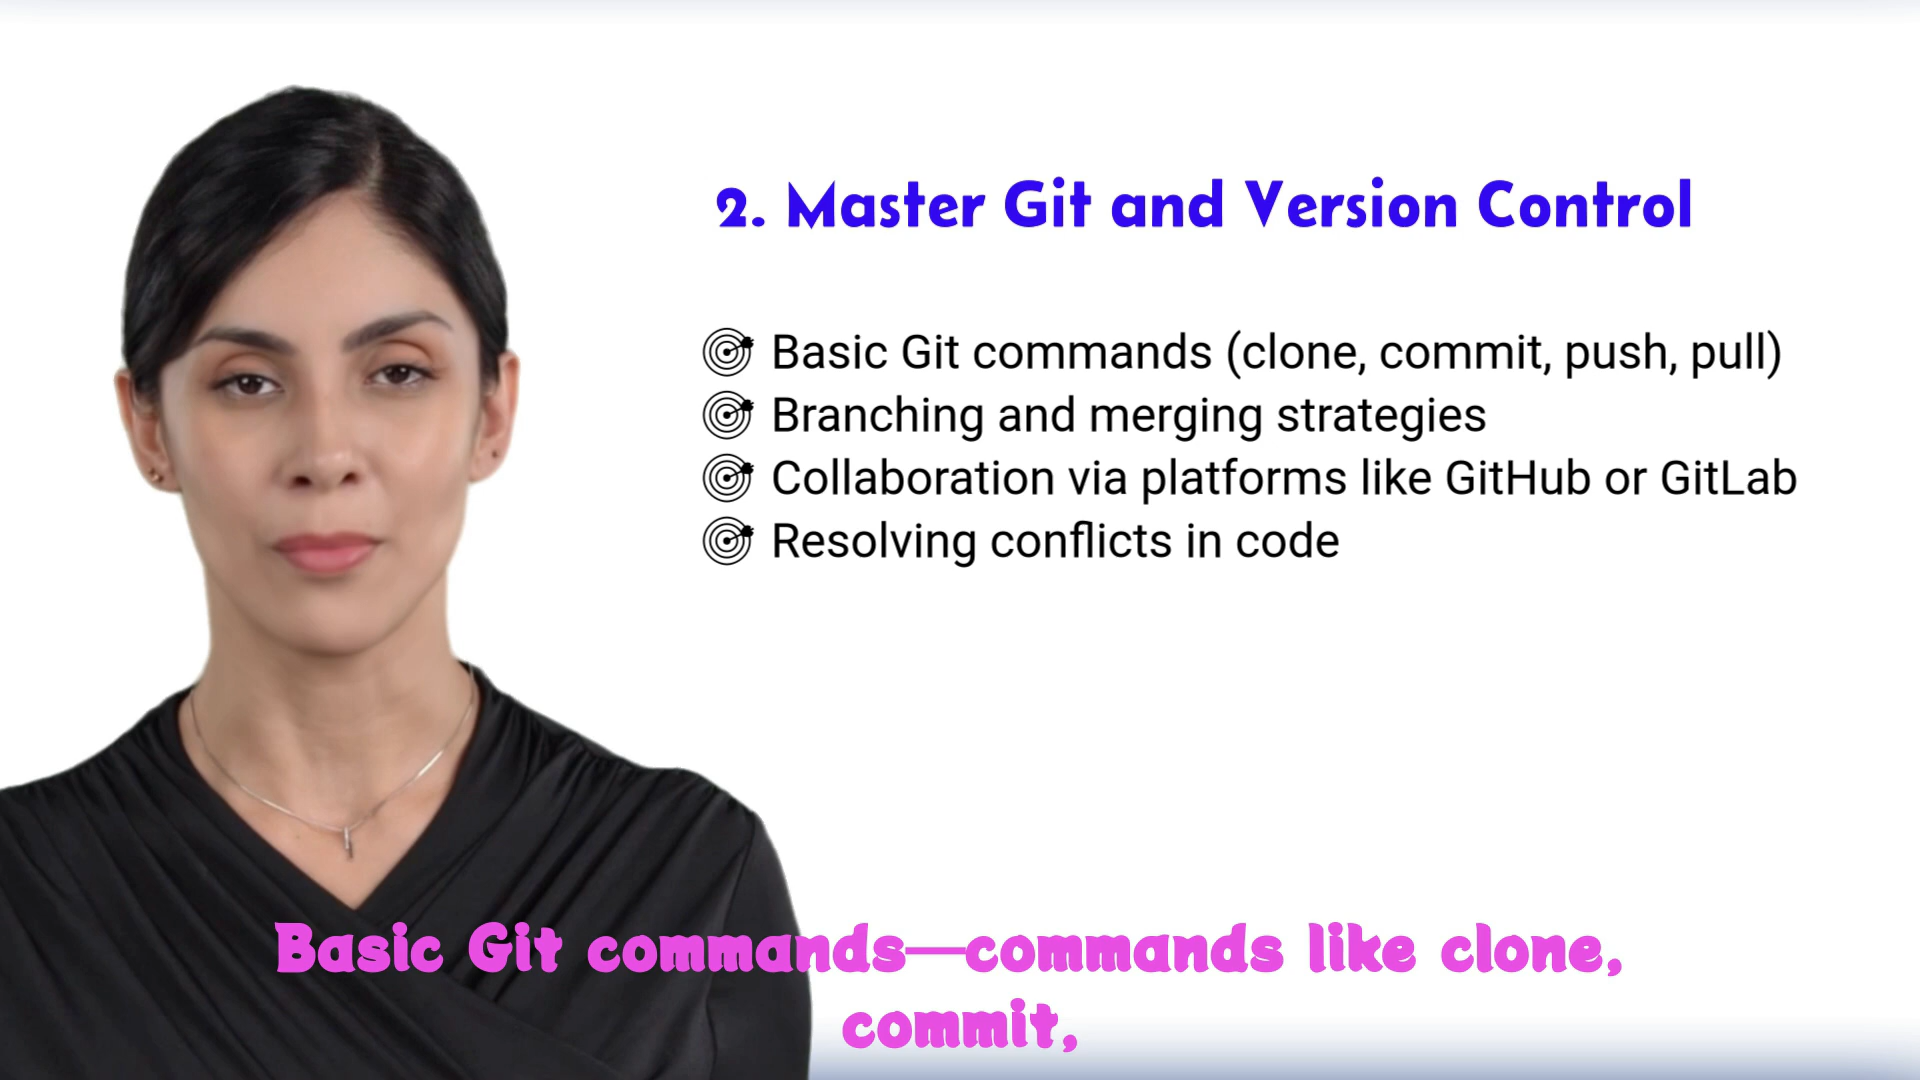 2. Master Git and Version Control
Basic Git commands (clone, commit, push, pull)
Branching and merging strategies
Collaboration via platforms like GitHub or GitLab
Resolving conflicts in code
Basic Git commands—commands like clone,
commit,